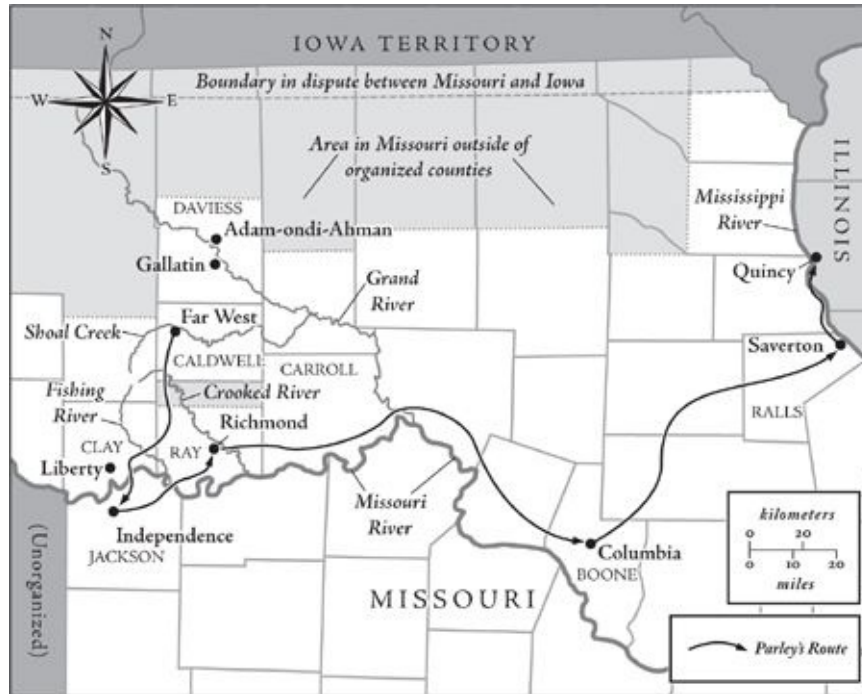 IOWA TERRITORY
N
W
E
S
Boundary in dispute between Missouri and Iowa
Area in Missouri outside of
organized counties
ILLINOIS
Mississippi
River
DAVIESS
Adam-ondi-Ahman
Gallatin
Quincy
Grand
River
Far West
Shoal Creek
Saverton
CALDWELL
CARROLL
Crooked River
Fishing
River
RALLS
Richmond
CLAY
RAY
Liberty
Missouri
River
Independence
JACKSON
Columbia
BOONE
(Unorganized)
MISSOURI
kilometers
0 20
0 10 20
miles
Parley's Route